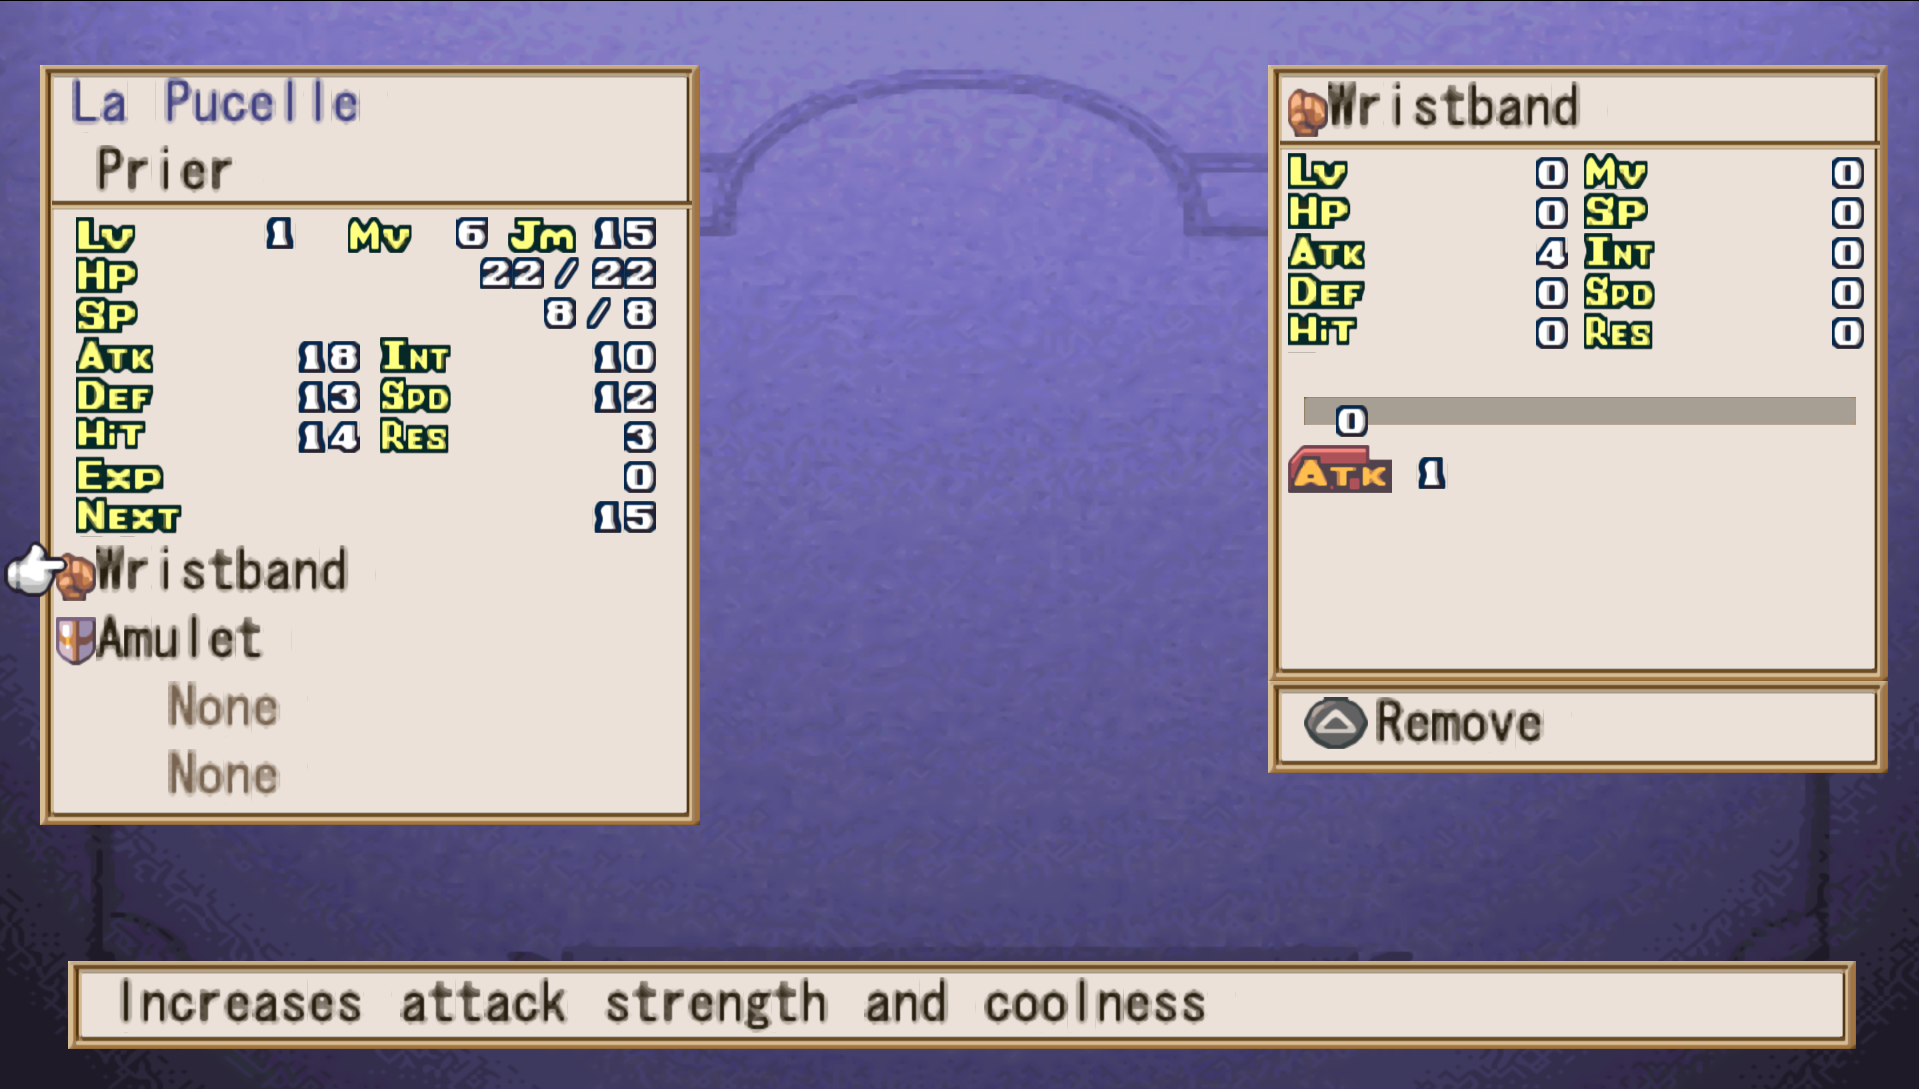 La Pucelle
Prier
Lv 1 Mv 6 Jm 15
HP 22/22
SP 8/8
ATK 18 INT 10
DEF 13 SPD 12
HiT 14 RES 3
EXP 0
NEXT 15
Wristband
Amulet
None
None
Wristband
Lv 0 Mv 0
HP 0 SP 0
ATK 4 INT 0
DEF 0 SPD 0
HiT 0 RES 0
0
ATK 1
Remove
Increases attack strength and coolness